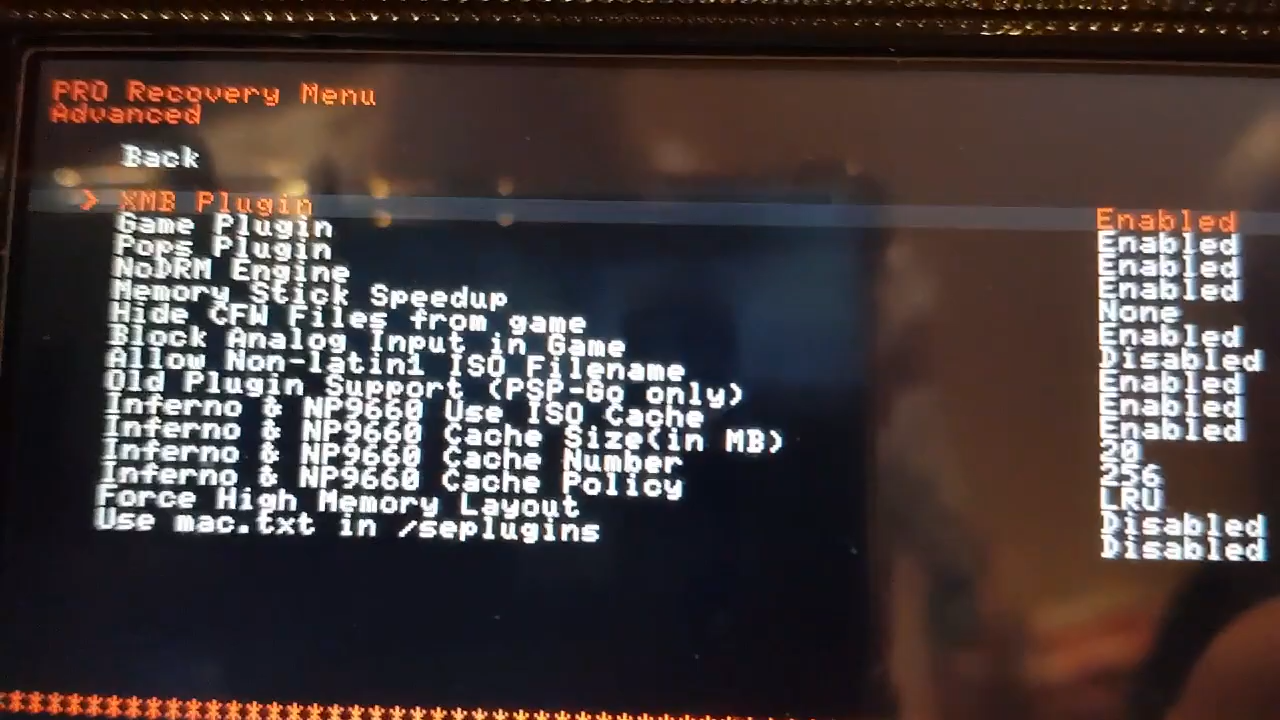 PRO Recovery Menu
Advanced
Back
> XMB Plugin Enabled
Game Plugin Enabled
Pops Plugin Enabled
NoDRM Engine Enabled
Memory Stick Speedup None
Hide CFW Files from game Enabled
Block Analog Input in Game Disabled
Allow Non-latin1 ISO Filename Enabled
Old Plugin Support (PSP-Go only) Enabled
Inferno & NP9660 Use ISO Cache Enabled
Inferno & NP9660 Cache Size(in MB) 20
Inferno & NP9660 Cache Number 256
Inferno & NP9660 Cache Policy LRU
Force High Memory Layout Disabled
Use mac.txt in /seplugins Disabled